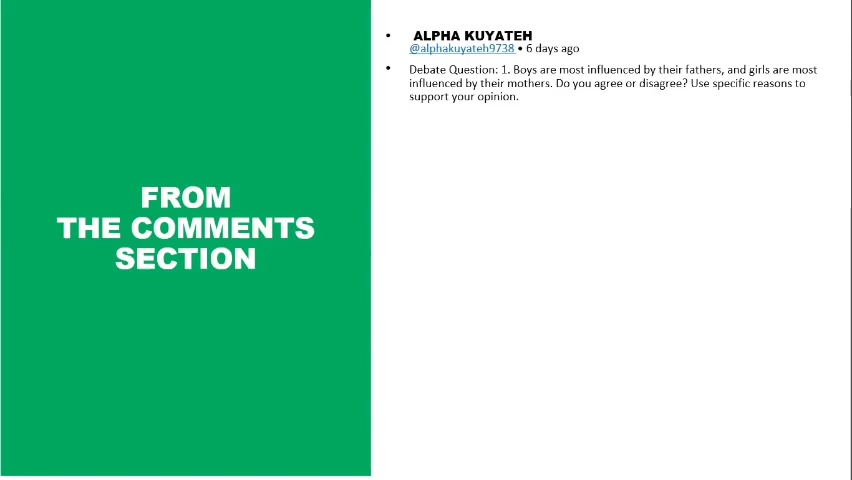 FROM
THE COMMENTS
SECTION
• ALPHA KUYATEH
@alphakuyateh9738 • 6 days ago
• Debate Question: 1. Boys are most influenced by their fathers, and girls are most
influenced by their mothers. Do you agree or disagree? Use specific reasons to
support your opinion.